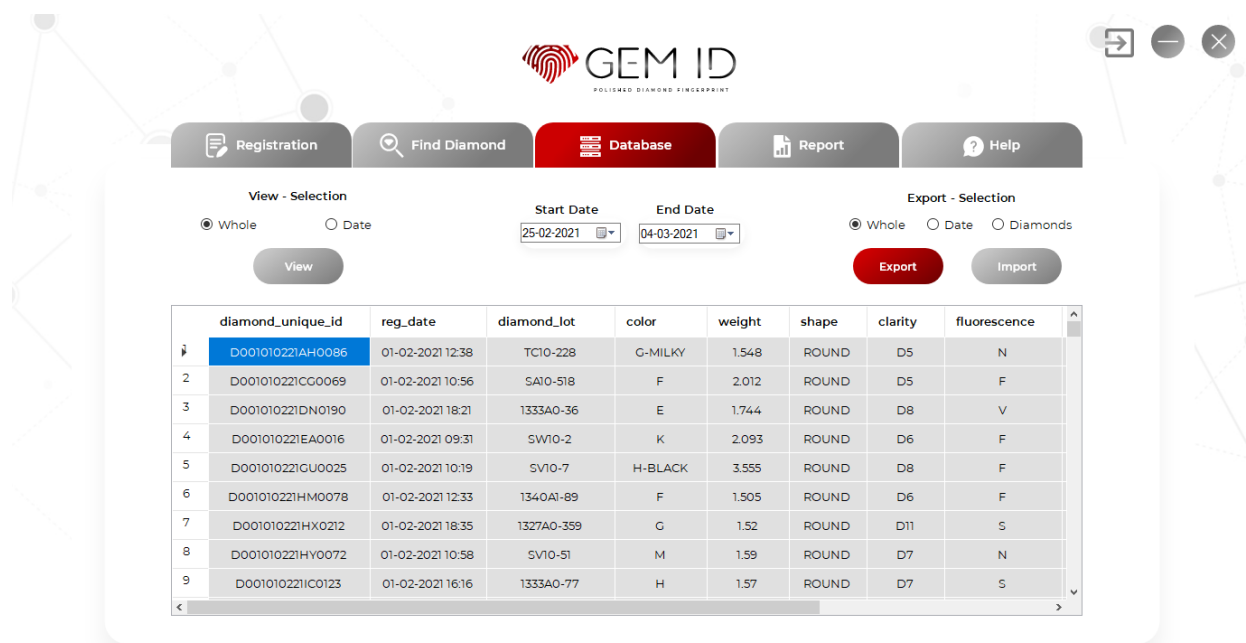 GEM ID
POLISHED DIAMOND FINGERPRINT
Registration Find Diamond Database Report Help
View - Selection
Whole Date
View
Start Date End Date
25-02-2021 04-03-2021
Export - Selection
Whole Date Diamonds
Export Import
diamond_unique_id reg_date diamond_lot color weight shape clarity fluorescence
1 D001010221AH0086 01-02-2021 12:38 TC10-228 G-MILKY 1.548 ROUND D5 N
2 D001010221CG0069 01-02-2021 10:56 SA10-518 F 2.012 ROUND D5 F
3 D001010221DN0190 01-02-2021 18:21 1333A0-36 E 1.744 ROUND D8 V
4 D001010221EA0016 01-02-2021 09:31 SW10-2 K 2.093 ROUND D6 F
5 D001010221GU0025 01-02-2021 10:19 SV10-7 H-BLACK 3.555 ROUND D8 F
6 D001010221HM0078 01-02-2021 12:33 1340A1-89 F 1.505 ROUND D6 F
7 D001010221HX0212 01-02-2021 18:35 1327A0-359 G 1.52 ROUND D11 S
8 D001010221HY0072 01-02-2021 10:58 SV10-51 M 1.59 ROUND D7 N
9 D001010221IC0123 01-02-2021 16:16 1333A0-77 H 1.57 ROUND D7 S